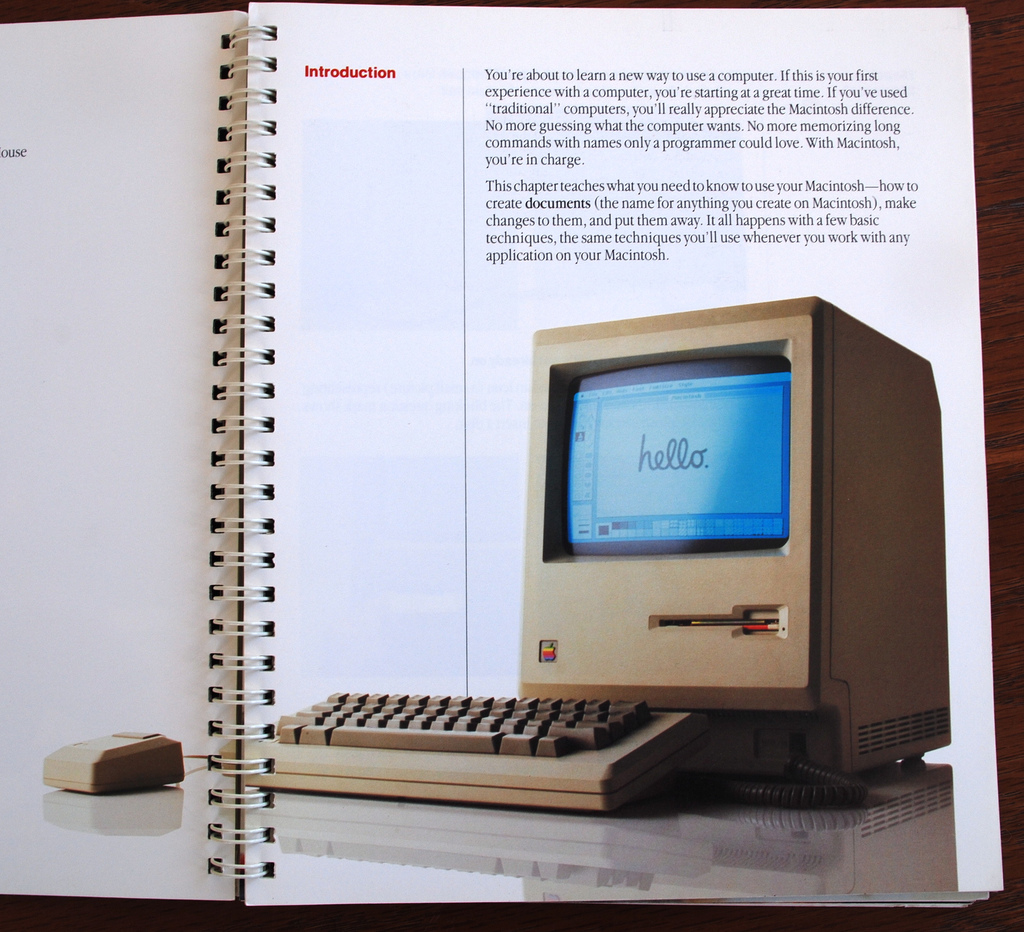 Introduction
You're about to learn a new way to use a computer. If this is your first
experience with a computer, you're starting at a great time. If you've used
"traditional" computers, you'll really appreciate the Macintosh difference.
No more guessing what the computer wants. No more memorizing long
commands with names only a programmer could love. With Macintosh,
you're in charge.
This chapter teaches what you need to know to use your Macintosh—how to
create documents (the name for anything you create on Macintosh), make
changes to them, and put them away. It all happens with a few basic
techniques, the same techniques you'll use whenever you work with any
application on your Macintosh.
hello.